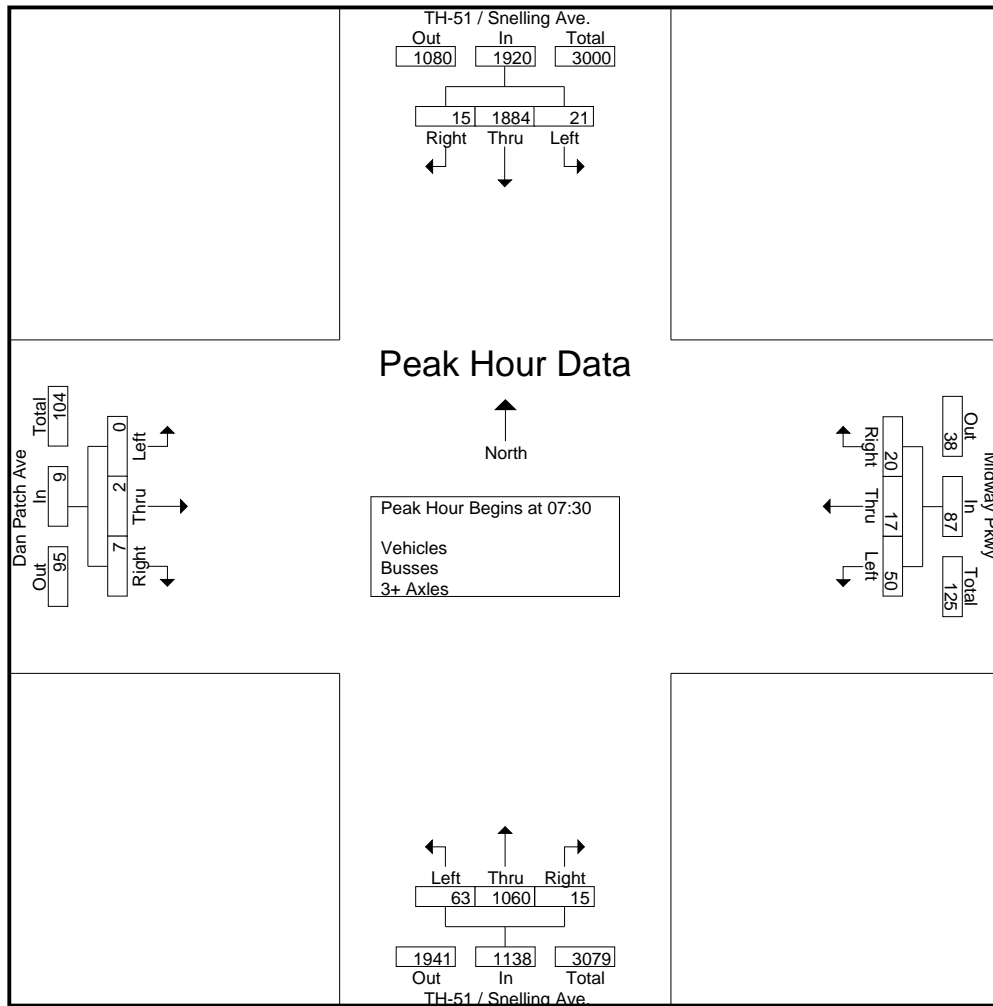 TH-51 / Snelling Ave.
Out In Total
1080 1920 3000
15 1884 21
Right Thru Left
Peak Hour Data
North
Peak Hour Begins at 07:30
Vehicles
Busses
3+ Axles
Dan Patch Ave
Out In Total
95 9 104
0 2 7
Left Thru Right
Midway Pkwy
Out In Total
38 87 125
20 17 50
Right Thru Left
Left Thru Right
63 1060 15
1941 1138 3079
Out In Total
TH-51 / Snelling Ave.